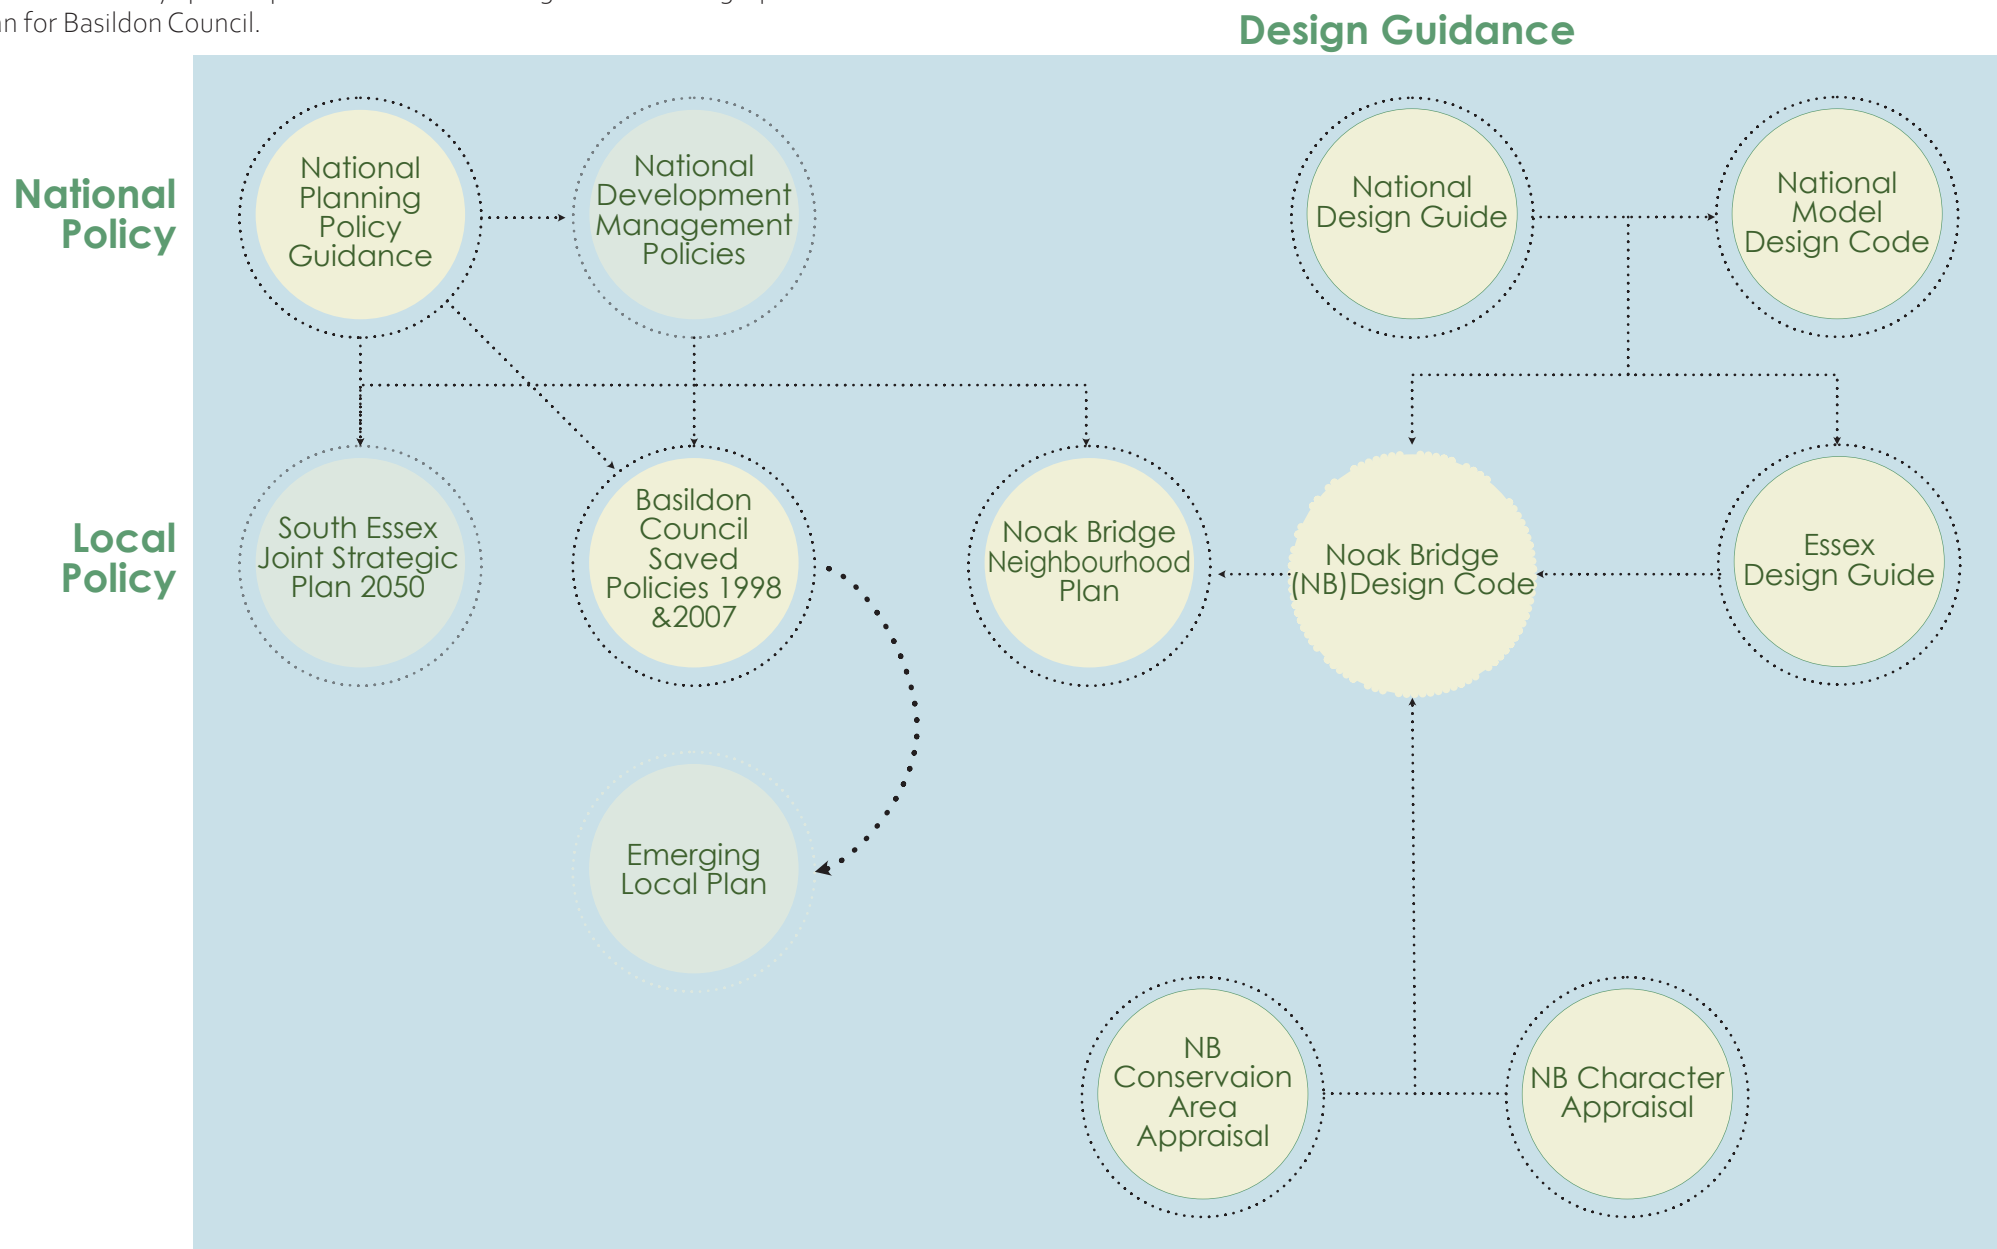 n for Basildon Council.
Design Guidance
National
Policy
National
Planning
Policy
Guidance
National
Development
Management
Policies
National
Design Guide
National
Model
Design Code
Local
Policy
South Essex
Joint Strategic
Plan 2050
Basildon
Council
Saved
Policies 1998
&2007
Noak Bridge
Neighbourhood
Plan
Noak Bridge
(NB)Design Code
Essex
Design Guide
Emerging
Local Plan
NB
Conservaion
Area
Appraisal
NB Character
Appraisal